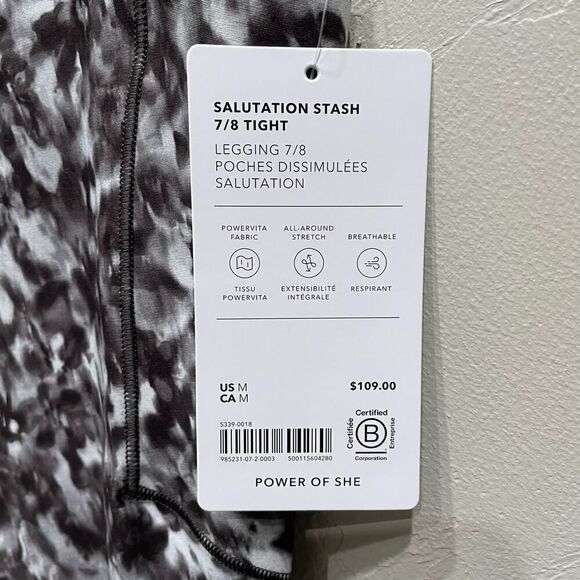 SALUTATION STASH
7/8 TIGHT
LEGGING 7/8
POCHES DISSIMULÉES
SALUTATION
POWERVITA FABRIC
ALL-AROUND STRETCH
BREATHABLE
TISSU POWERVITA
EXTENSIBILITÉ INTÉGRALE
RESPIRANT
US M
CA M
$109.00
S339-0018
985231-07-2-0003 500115604280
Certified
Certifiée
B
Entreprise
Corporation
POWER OF SHE